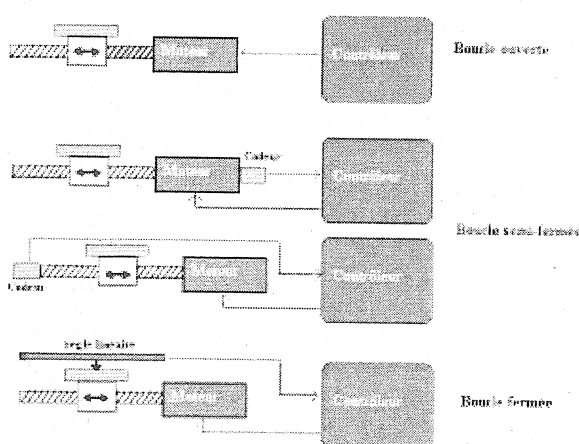 Moteur
Contrôleur
Boucle ouverte
Codeur
Moteur
Contrôleur
Boucle semi-fermée
Moteur
Contrôleur
Codeur
règle linéaire
Moteur
Contrôleur
Boucle fermée